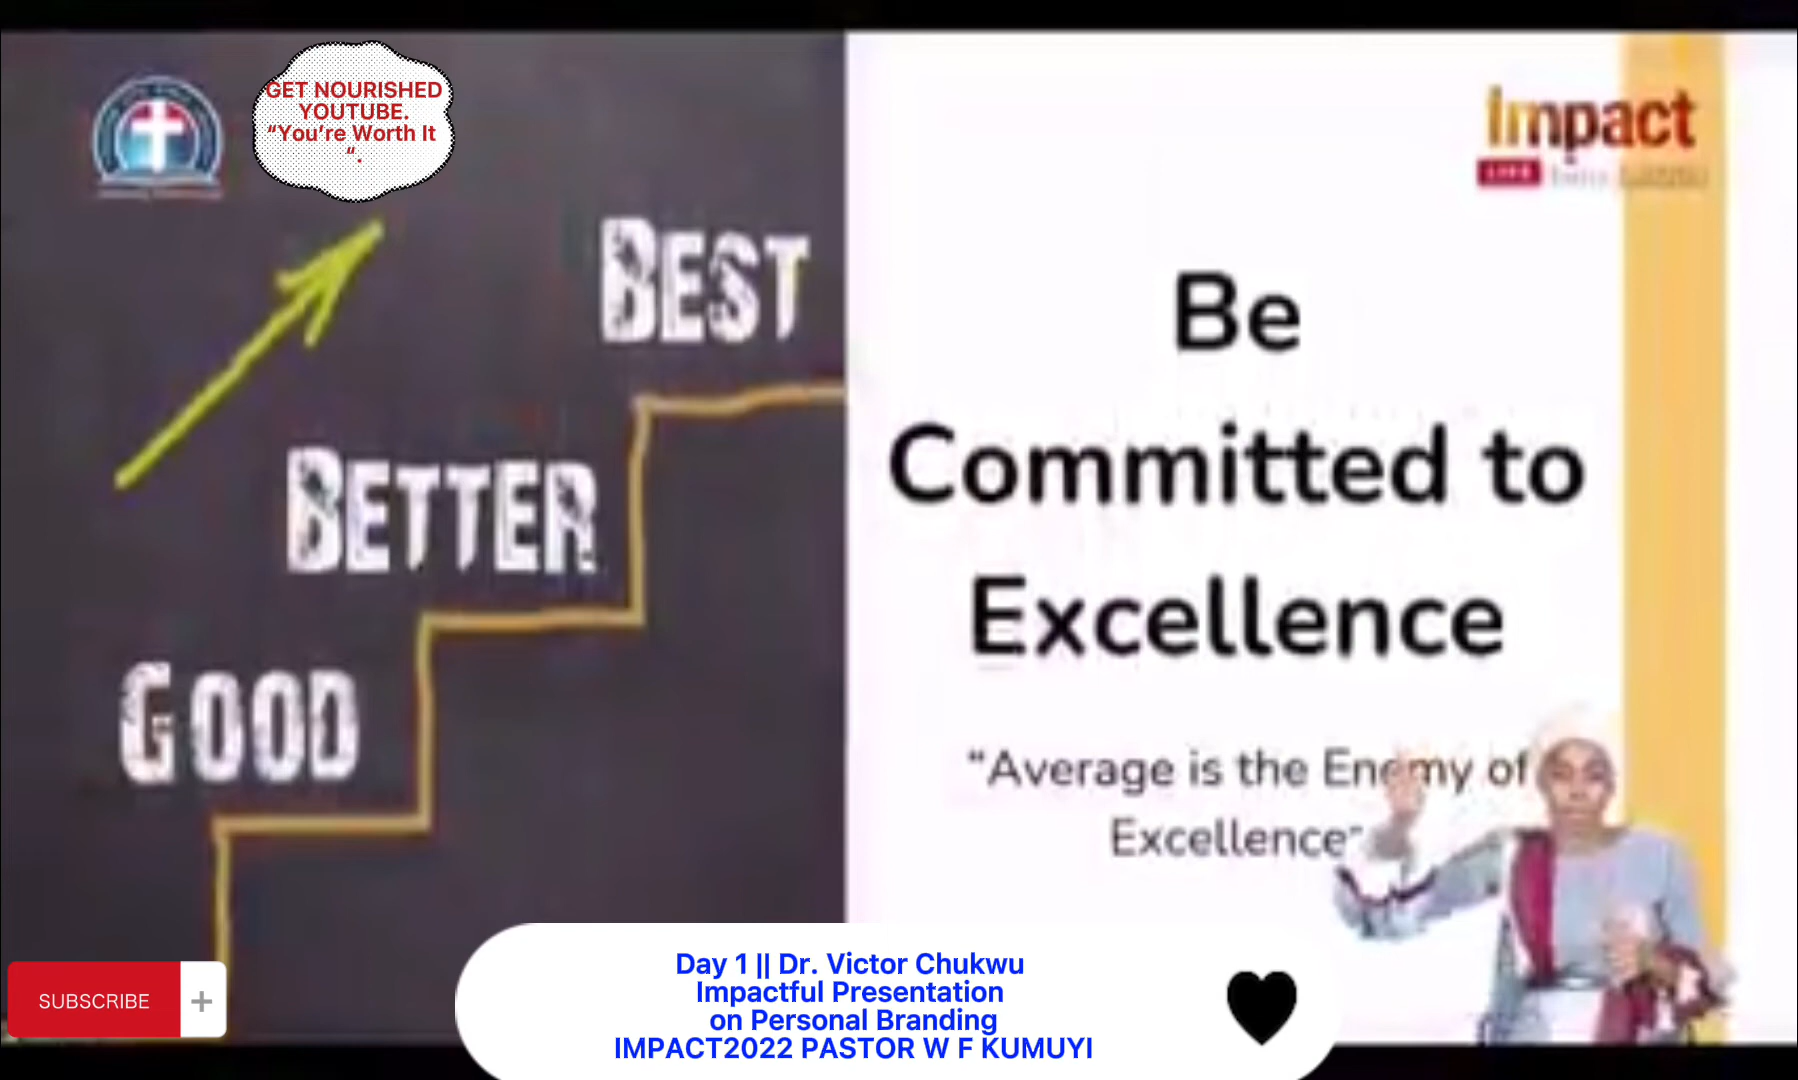 GET NOURISHED
YOUTUBE.
“You’re Worth It
“.
Impact
LIVE
BEST
BETTER
GOOD
Be
Committed to
Excellence
“Average is the Enemy of
Excellence”
SUBSCRIBE +
Day 1 || Dr. Victor Chukwu
Impactful Presentation
on Personal Branding
IMPACT2022 PASTOR W F KUMUYI